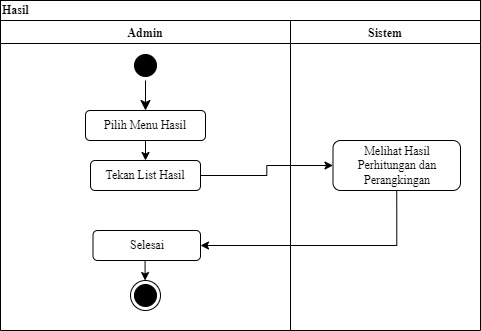 Hasil
Admin
Sistem
Pilih Menu Hasil
Tekan List Hasil
Melihat Hasil
Perhitungan dan
Perangkingan
Selesai